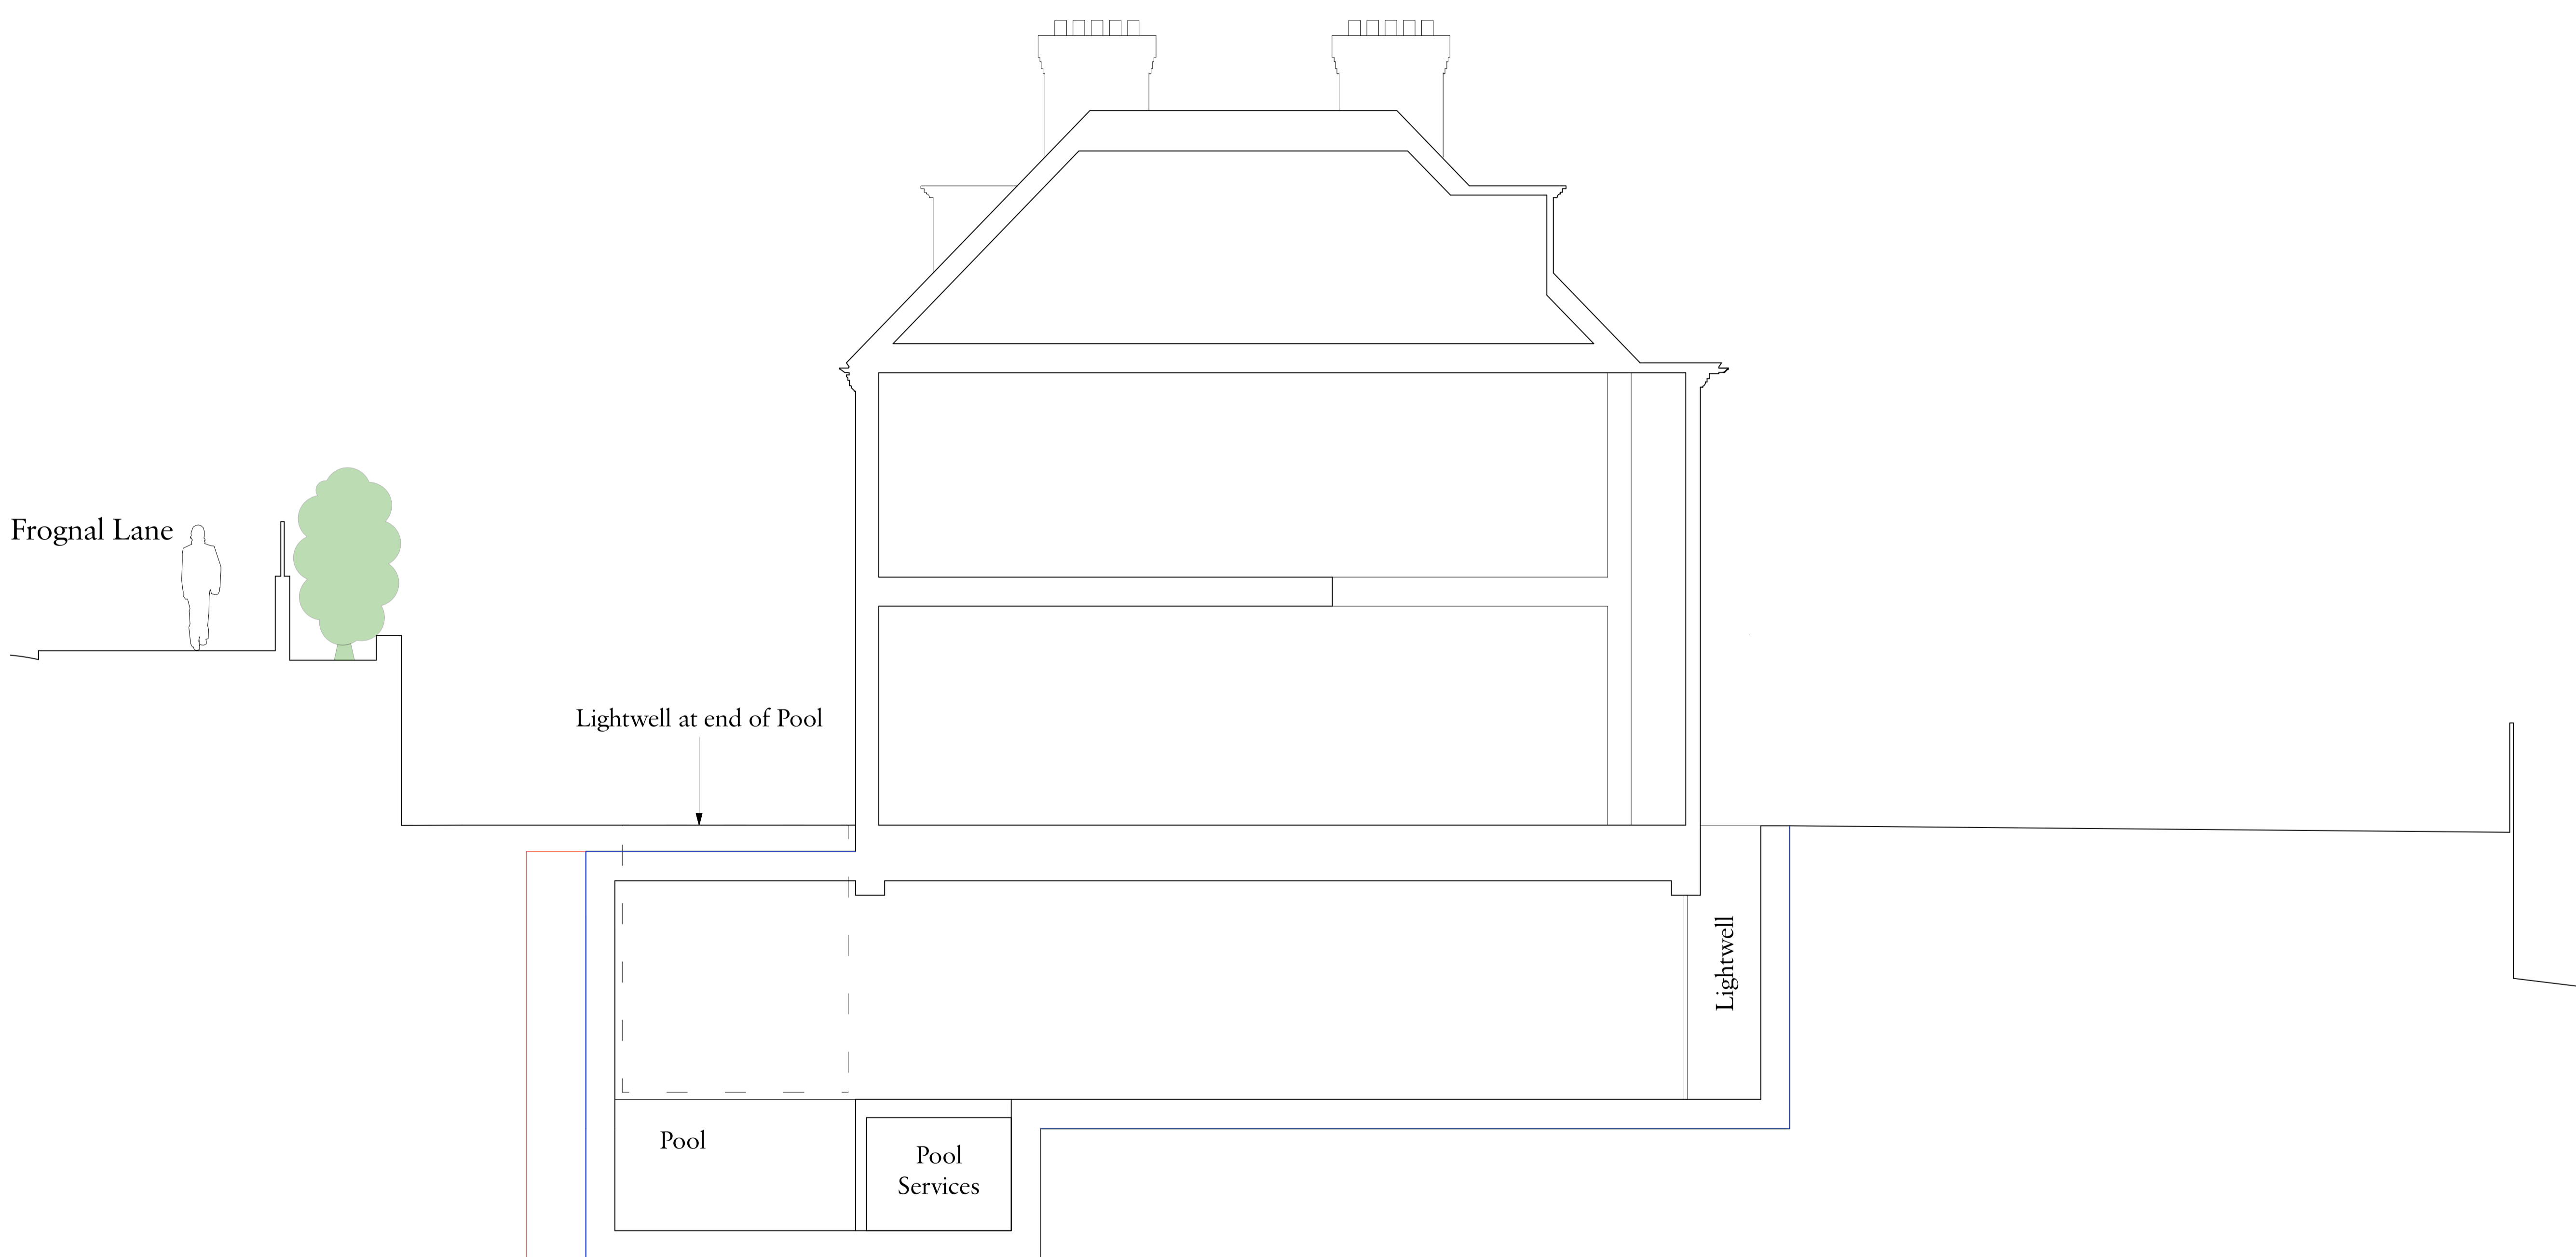 Frognal Lane
Lightwell at end of Pool
Lightwell
Pool
Pool
Services